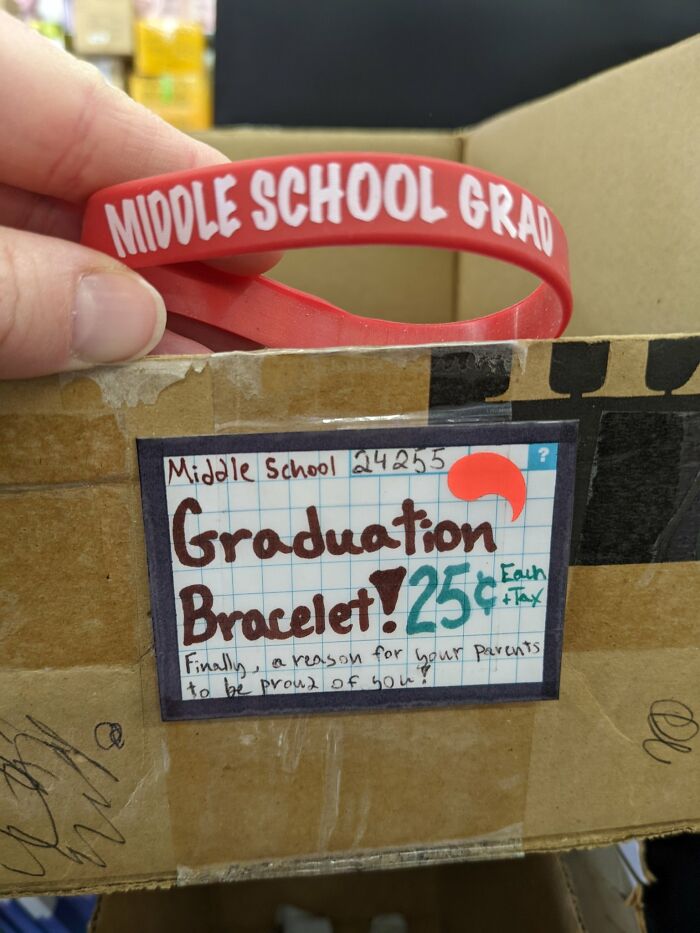 MIDDLE SCHOOL GRAD
Middle School 24255
?
Graduation
Bracelet! 25¢ Each
+Tax
Finally, a reason for your parents
to be proud of you!